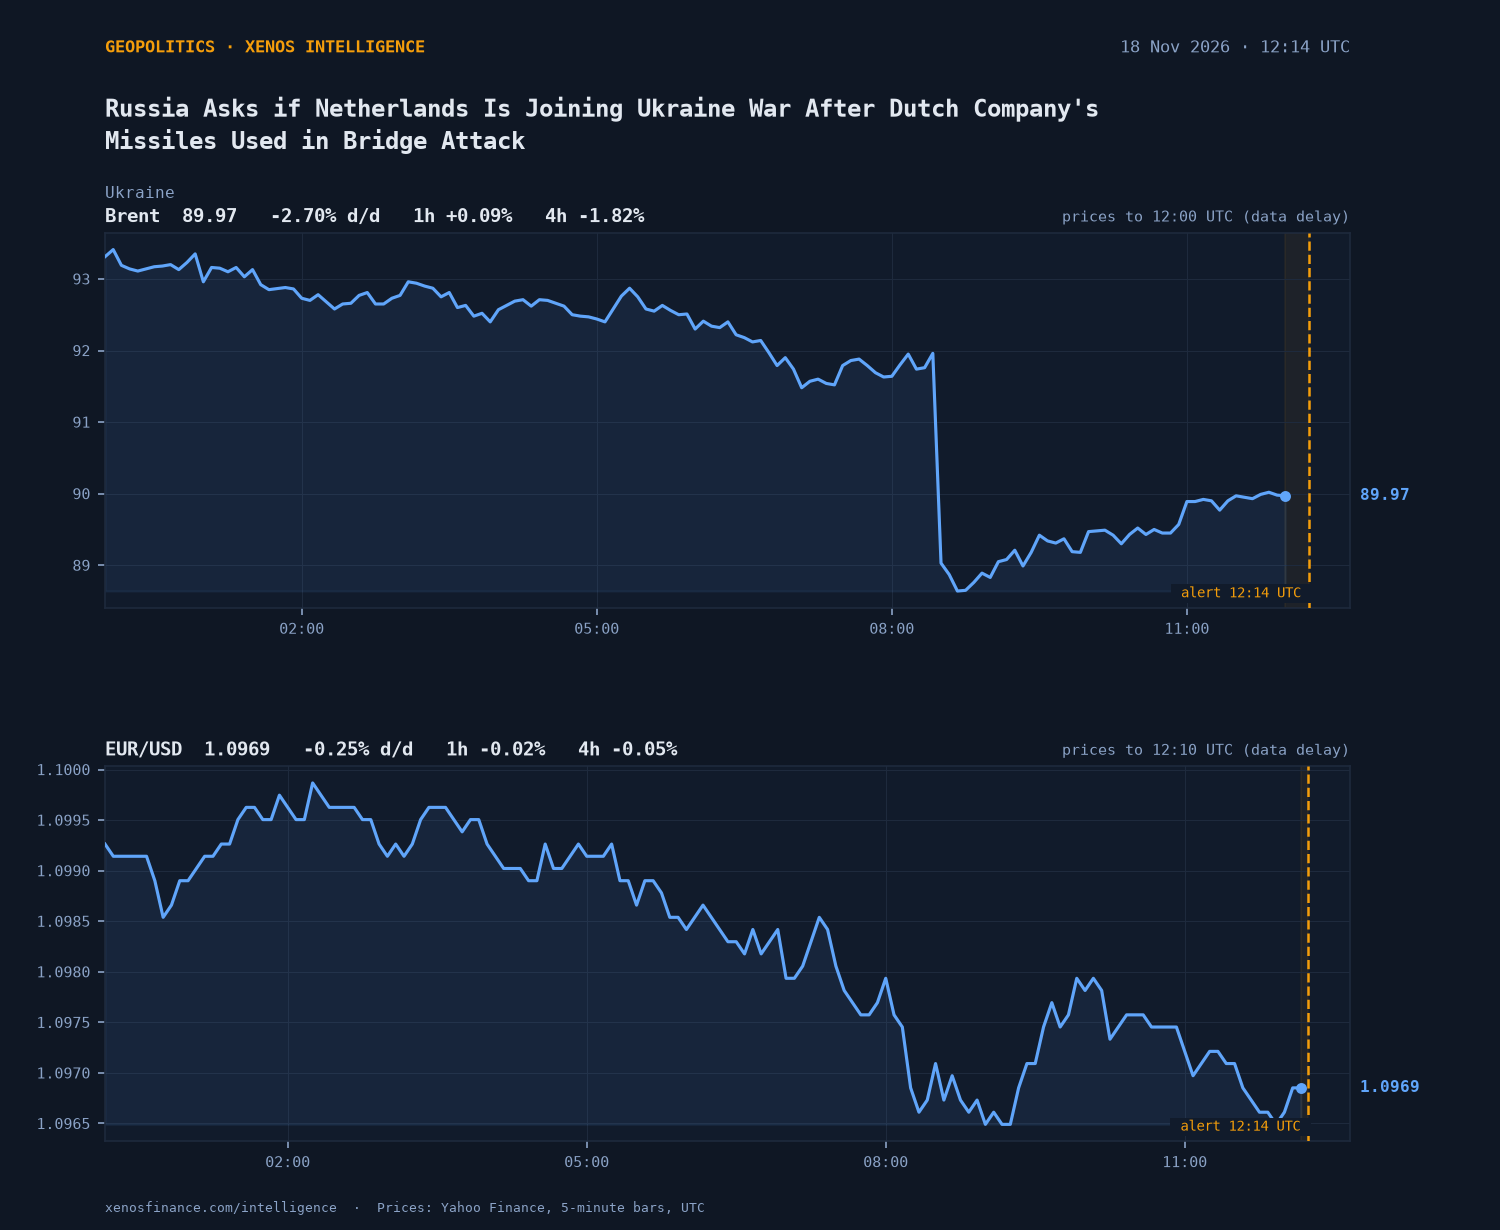 GEOPOLITICS · XENOS INTELLIGENCE
18 Nov 2026 · 12:14 UTC
Russia Asks if Netherlands Is Joining Ukraine War After Dutch Company's
Missiles Used in Bridge Attack
Ukraine
Brent 89.97 -2.70% d/d 1h +0.09% 4h -1.82%
prices to 12:00 UTC (data delay)
93
92
91
90
89
89.97
alert 12:14 UTC
02:00
05:00
08:00
11:00
EUR/USD 1.0969 -0.25% d/d 1h -0.02% 4h -0.05%
prices to 12:10 UTC (data delay)
1.1000
1.0995
1.0990
1.0985
1.0980
1.0975
1.0970
1.0965
1.0969
alert 12:14 UTC
02:00
05:00
08:00
11:00
xenosfinance.com/intelligence · Prices: Yahoo Finance, 5-minute bars, UTC